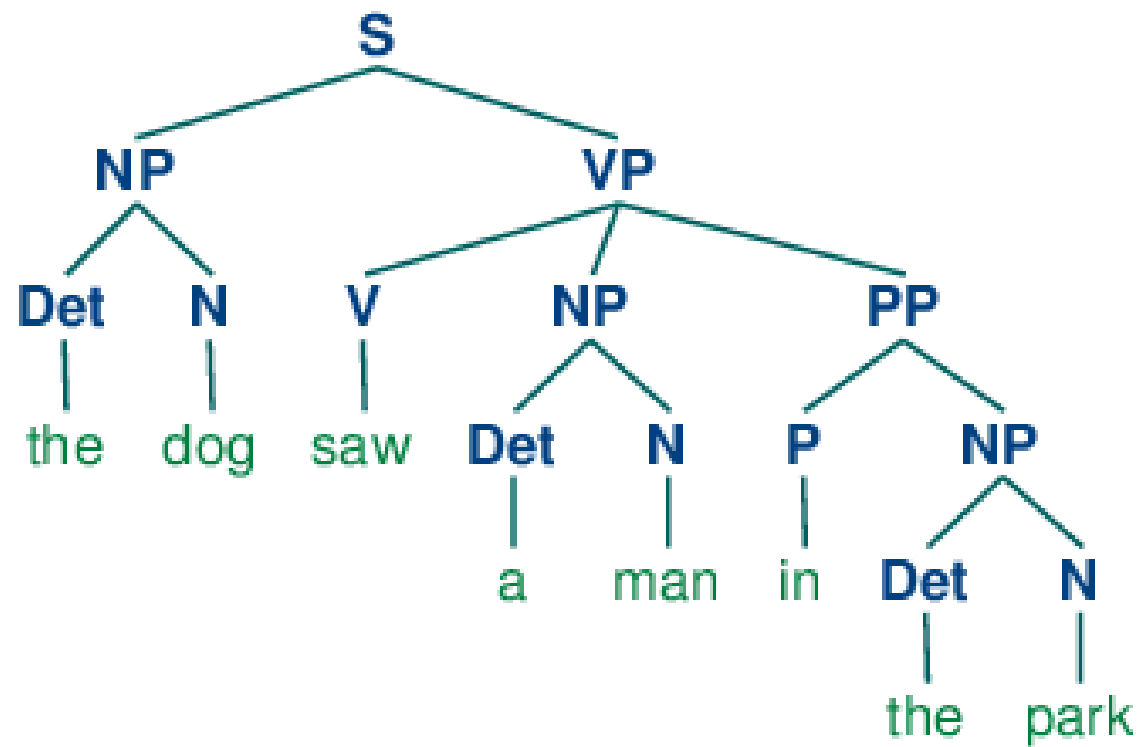 S
NP VP
Det N V NP PP
the dog saw Det N P NP
a man in Det N
the park